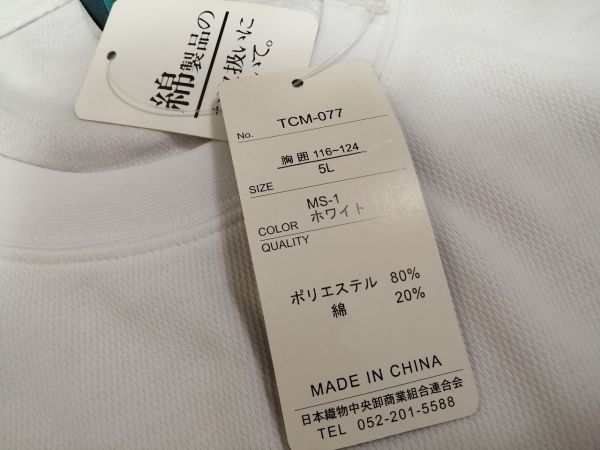 綿製品の
扱いに
いて。
No. TCM-077
胸囲 116~124
SIZE 5L
MS-1
COLOR ホワイト
QUALITY
ポリエステル 80%
綿 20%
MADE IN CHINA
日本織物中央卸商業組合連合会
TEL 052-201-5588